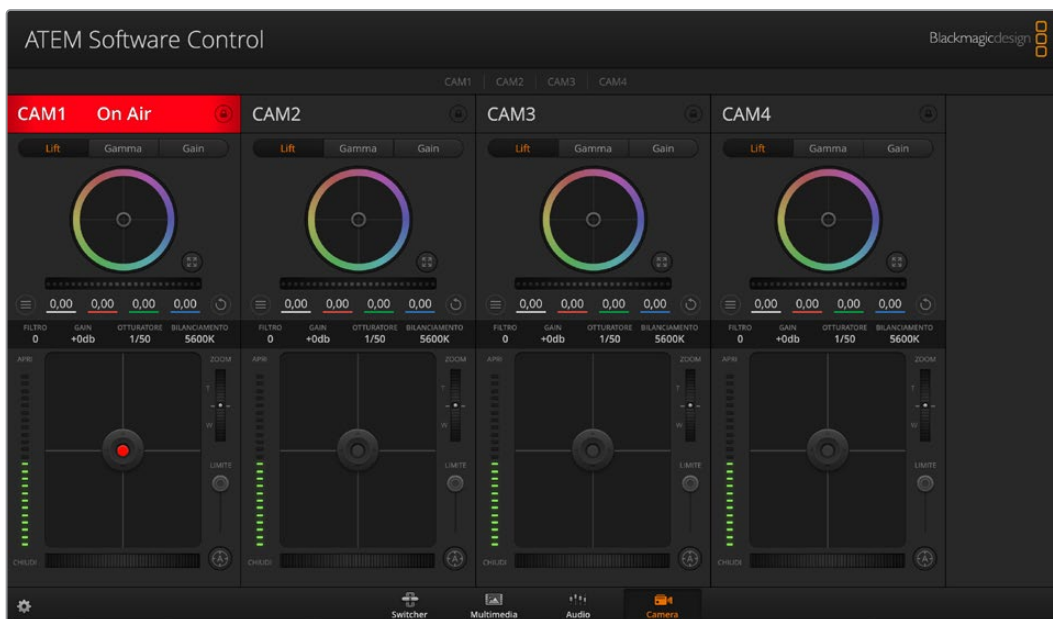 ATEM Software Control
Blackmagicdesign
CAM1 CAM2 CAM3 CAM4
CAM1 On Air CAM2 CAM3 CAM4
Lift Gamma Gain Lift Gamma Gain Lift Gamma Gain Lift Gamma Gain
0,00 0,00 0,00 0,00 0,00 0,00 0,00 0,00 0,00 0,00 0,00 0,00 0,00 0,00 0,00 0,00
FILTRO GAIN OTTURATORE BILANCIAMENTO FILTRO GAIN OTTURATORE BILANCIAMENTO FILTRO GAIN OTTURATORE BILANCIAMENTO FILTRO GAIN OTTURATORE BILANCIAMENTO
0 +0db 1/50 5600K 0 +0db 1/50 5600K 0 +0db 1/50 5600K 0 +0db 1/50 5600K
APRI ZOOM APRI ZOOM APRI ZOOM APRI ZOOM
T T T T
W W W W
LIMITE LIMITE LIMITE LIMITE
A A A A
CHIUDI CHIUDI CHIUDI CHIUDI
Switcher Multimedia Audio Camera